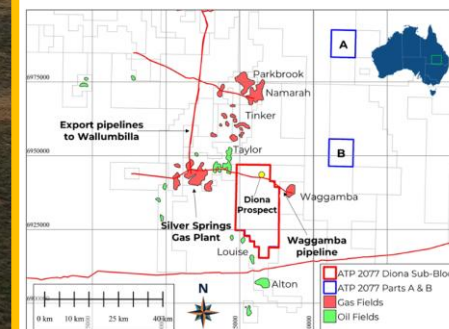 A
6975000
Parkbrook
Namarah
Export pipelines
to Wallumbilla
Tinker
6950000
Taylor
B
Diona
Prospect
Waggamba
Silver Springs
Gas Plant
6925000
Waggamba
pipeline
Louise
ATP 2077 Diona Sub-Bloc
ATP 2077 Parts A & B
Gas Fields
Oil Fields
N
Alton
0 km 10 km 25 km 40 km